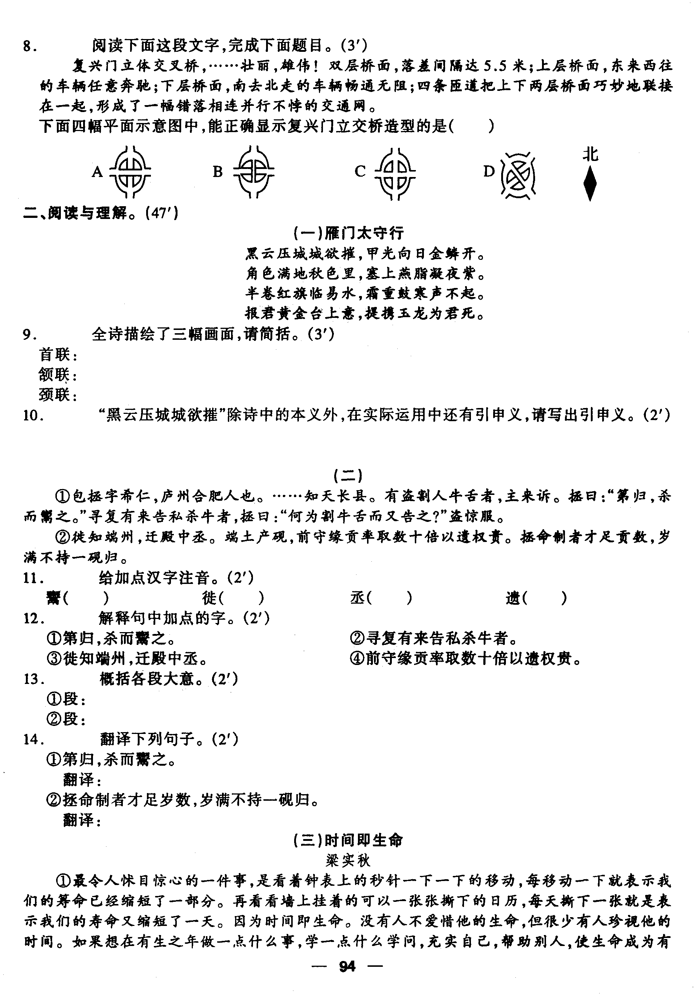 8. 阅读下面这段文字,完成下面题目。(3′)
复兴门立体交叉桥,……壮丽,雄伟！双层桥面,落差间隔达5.5米;上层桥面,东来西往
的车辆任意奔驰;下层桥面,南去北走的车辆畅通无阻;四条匝道把上下两层桥面巧妙地联接
在一起,形成了一幅错落相连并行不悖的交通网。
下面四幅平面示意图中,能正确显示复兴门立交桥造型的是(　　)
A B C D 北
二、阅读与理解。(47′)
(一)雁门太守行
黑云压城城欲摧,甲光向日金鳞开。
角色满地秋色里,塞上燕脂凝夜紫。
半卷红旗临易水,霜重鼓寒声不起。
报君黄金台上意,提携玉龙为君死。
9. 全诗描绘了三幅画面,请简括。(3′)
首联:
颔联:
颈联:
10. “黑云压城城欲摧”除诗中的本义外,在实际运用中还有引申义,请写出引申义。(2′)
(二)
①包拯字希仁,庐州合肥人也。……知天长县。有盗割人牛舌者,主来诉。拯曰:“第归,杀
而鬻之。”寻复有来告私杀牛者,拯曰:“何为割牛舌而又告之?”盗惊服。
②徙知端州,迁殿中丞。端土产砚,前守缘贡率取数十倍以遗权贵。拯命制者才足贡数,岁
满不持一砚归。
11. 给加点汉字注音。(2′)
鬻(　　) 徙(　　) 丞(　　) 遗(　　)
12. 解释句中加点的字。(2′)
①第归,杀而鬻之。 ②寻复有来告私杀牛者。
③徙知端州,迁殿中丞。 ④前守缘贡率取数十倍以遗权贵。
13. 概括各段大意。(2′)
①段:
②段:
14. 翻译下列句子。(2′)
①第归,杀而鬻之。
翻译:
②拯命制者才足岁数,岁满不持一砚归。
翻译:
(三)时间即生命
梁实秋
①最令人怵目惊心的一件事,是看着钟表上的秒针一下一下的移动,每移动一下就表示我
们的寿命已经缩短了一部分。再看看墙上挂着的可以一张张撕下的日历,每天撕下一张就是表
示我们的寿命又缩短了一天。因为时间即生命。没有人不爱惜他的生命,但很少有人珍视他的
时间。如果想在有生之年做一点什么事,学一点什么学问,充实自己,帮助别人,使生命成为有
— 94 —